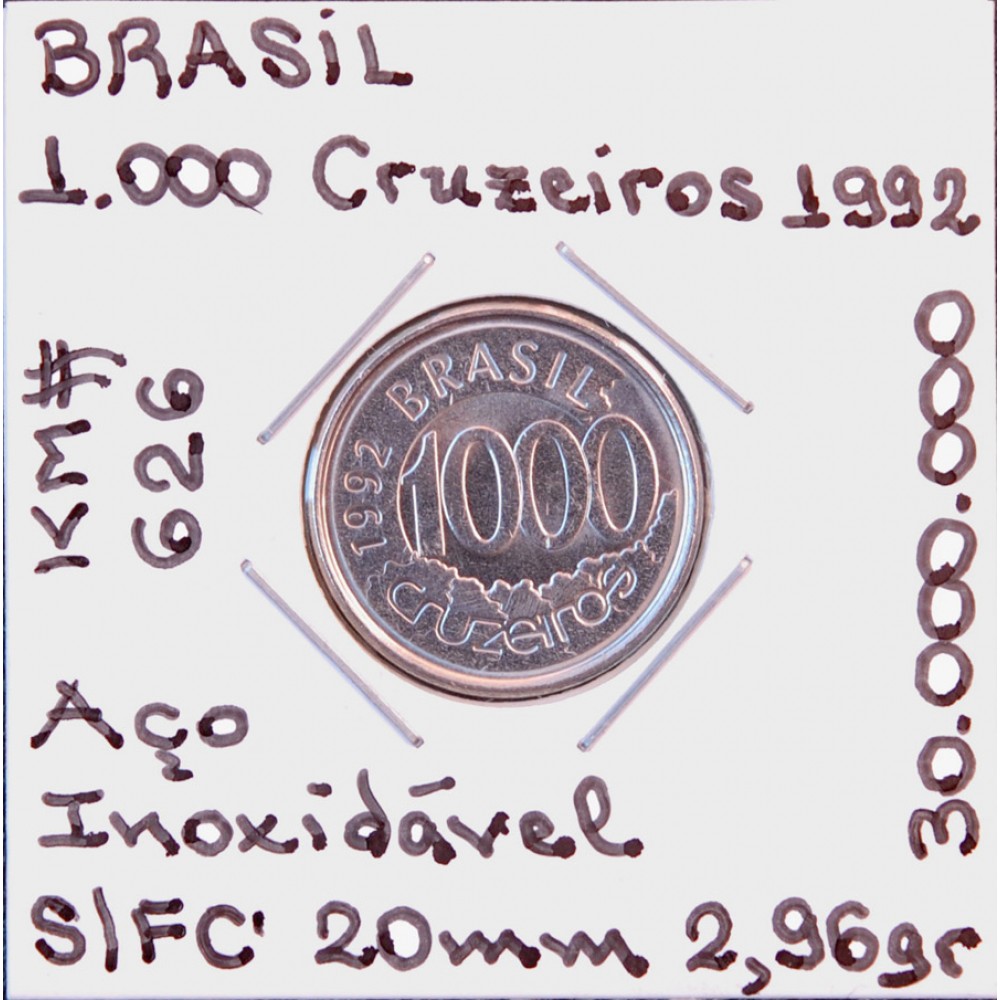 BRASiL
1.000 Cruzeiros 1992
KM#
626
BRASIL
1992
1000
cruzeiros
30.000.000
Aço
Inoxidável
S/FC 20mm 2,96gr